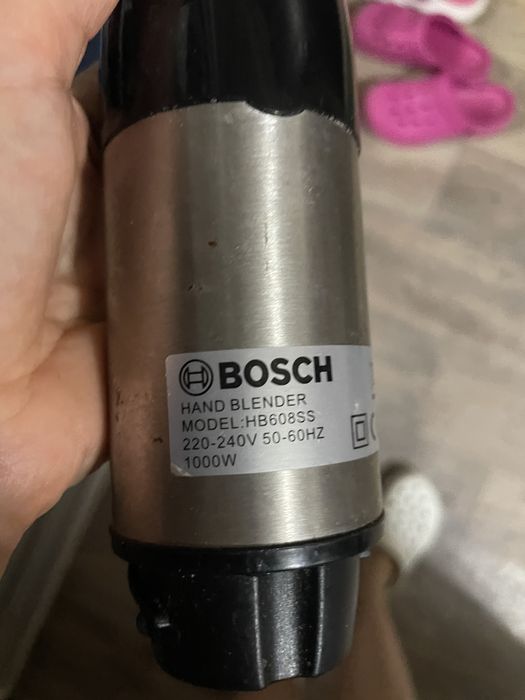 BOSCH
HAND BLENDER
MODEL:HB608SS
220-240V 50-60HZ
1000W